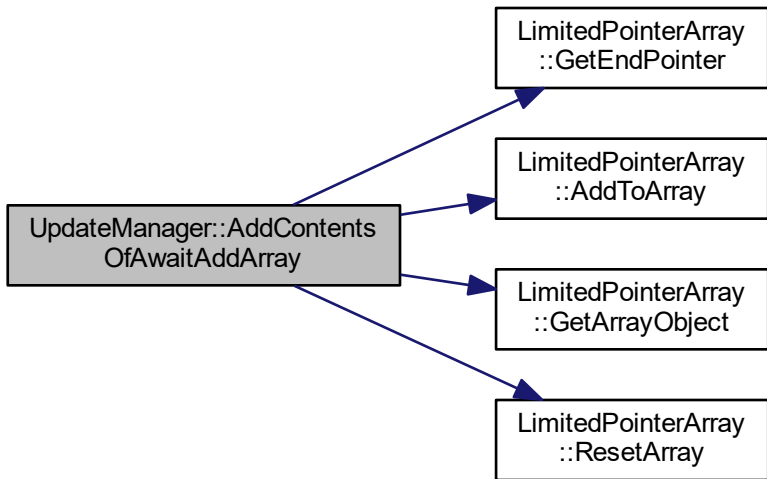 LimitedPointerArray
::GetEndPointer
LimitedPointerArray
::AddToArray
UpdateManager::AddContents
OfAwaitAddArray
LimitedPointerArray
::GetArrayObject
LimitedPointerArray
::ResetArray